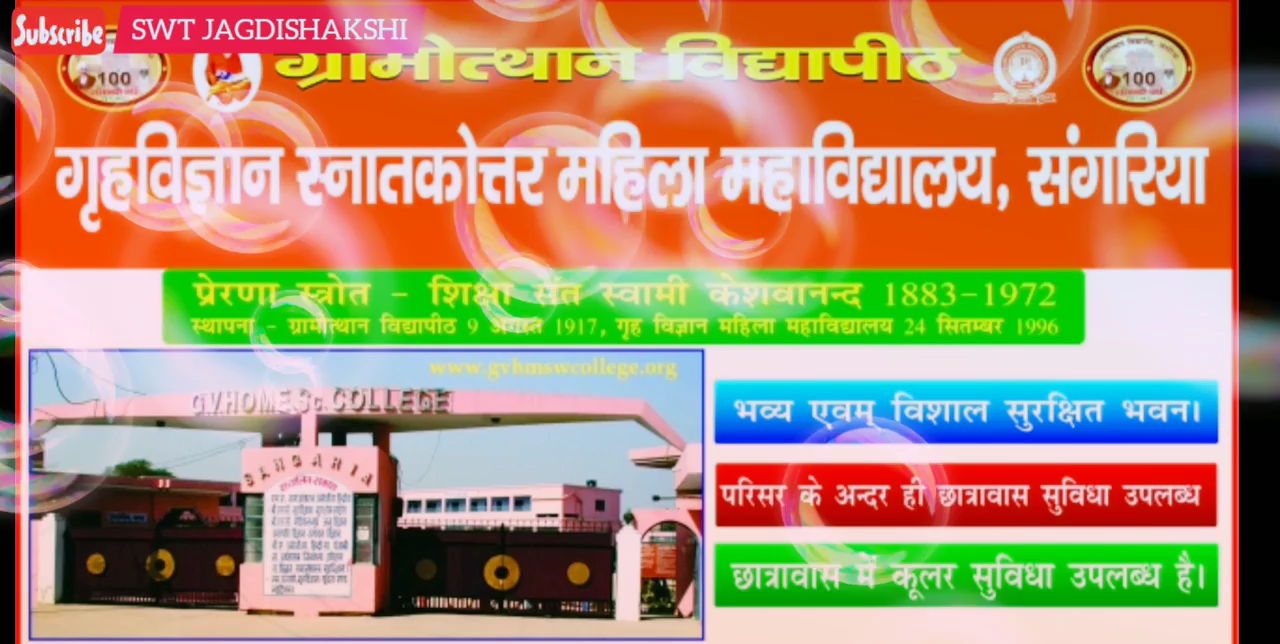 Subscribe SWT JAGDISHAKSHI
ग्रामोत्थान विद्यापीठ
100
100
गृहविज्ञान स्नातकोत्तर महिला महाविद्यालय, संगरिया
प्रेरणा स्त्रोत - शिक्षा संत स्वामी केशवानन्द 1883-1972
स्थापना - ग्रामोत्थान विद्यापीठ 9 अगस्त 1917, गृह विज्ञान महिला महाविद्यालय 24 सितम्बर 1996
www.gvhmswcollege.org
G.V.HOME.Sc.COLLEGE
SANGARIA
भव्य एवम् विशाल सुरक्षित भवन।
परिसर के अन्दर ही छात्रावास सुविधा उपलब्ध
छात्रावास में कूलर सुविधा उपलब्ध है।